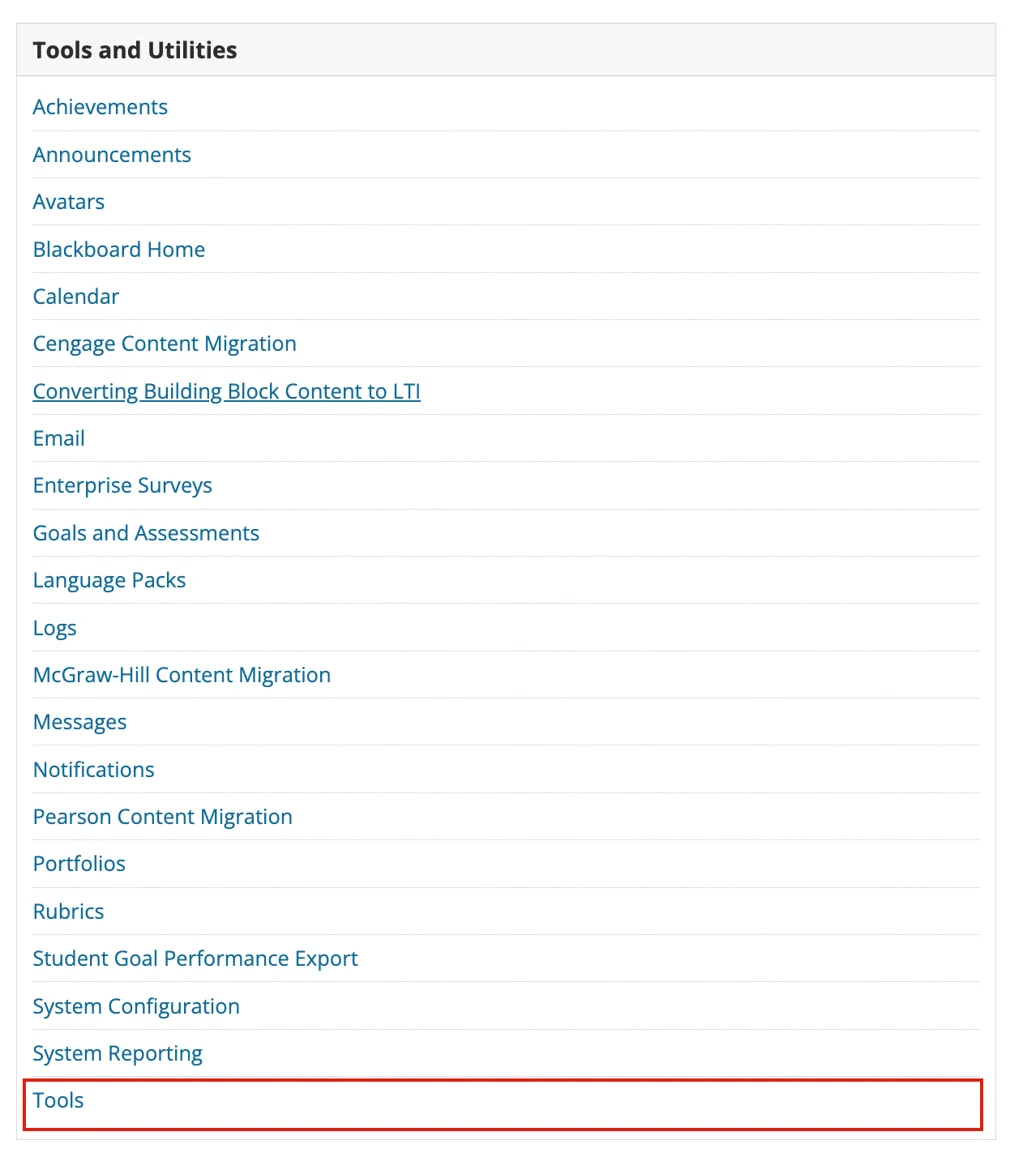 Tools and Utilities
Achievements
Announcements
Avatars
Blackboard Home
Calendar
Cengage Content Migration
Converting Building Block Content to LTI
Email
Enterprise Surveys
Goals and Assessments
Language Packs
Logs
McGraw-Hill Content Migration
Messages
Notifications
Pearson Content Migration
Portfolios
Rubrics
Student Goal Performance Export
System Configuration
System Reporting
Tools